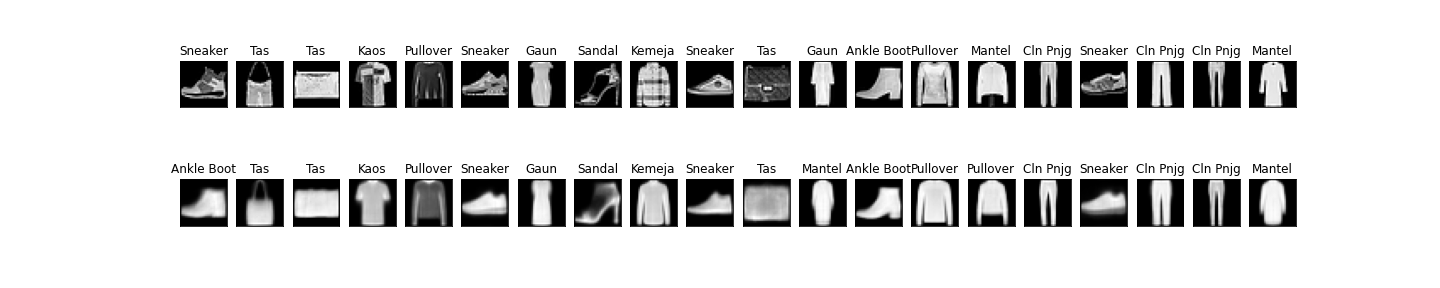 Sneaker Tas Tas Kaos Pullover Sneaker Gaun Sandal Kemeja Sneaker Tas Gaun Ankle Boot Pullover Mantel Cln Pnjg Sneaker Cln Pnjg Cln Pnjg Mantel
Ankle Boot Tas Tas Kaos Pullover Sneaker Gaun Sandal Kemeja Sneaker Tas Mantel Ankle Boot Pullover Pullover Cln Pnjg Sneaker Cln Pnjg Cln Pnjg Mantel